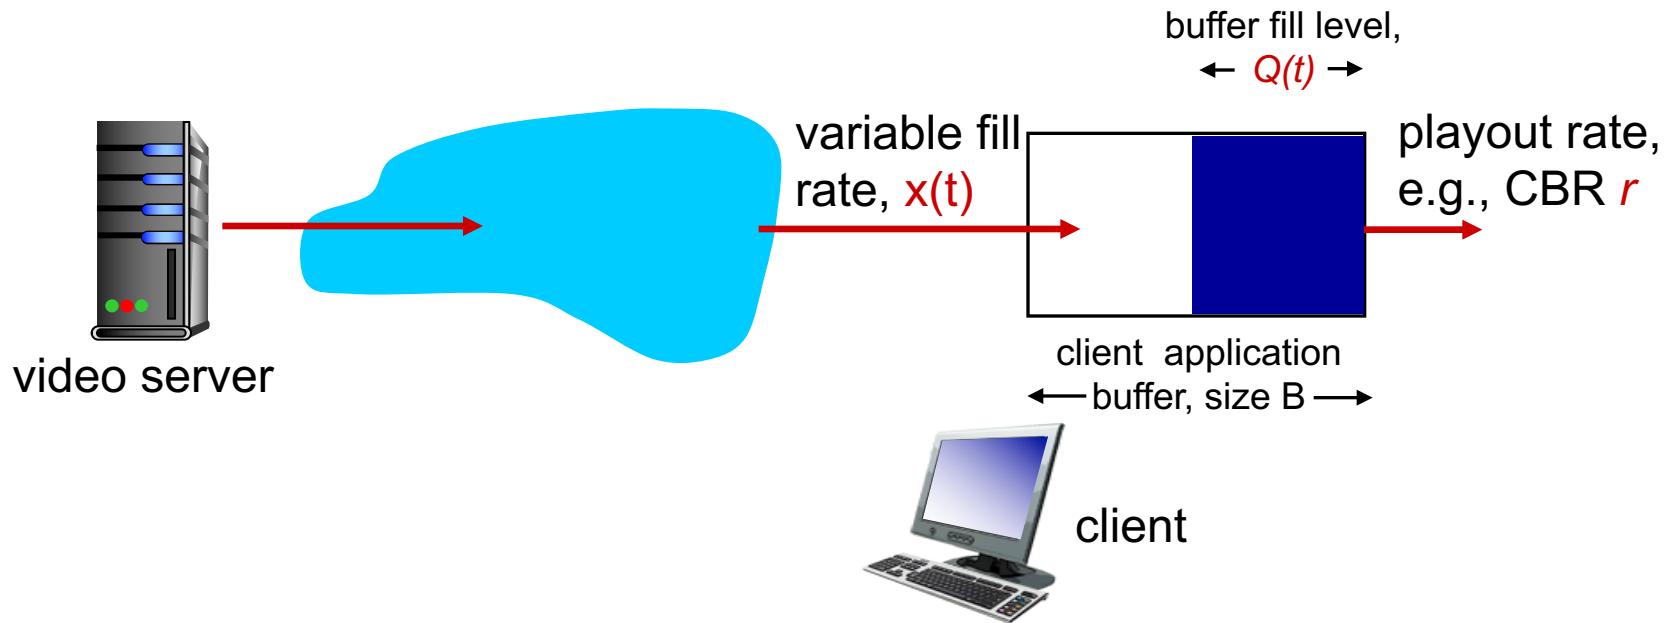 buffer fill level,
Q(t)
variable fill
rate, x(t)
playout rate,
e.g., CBR r
client application
buffer, size B
video server
client